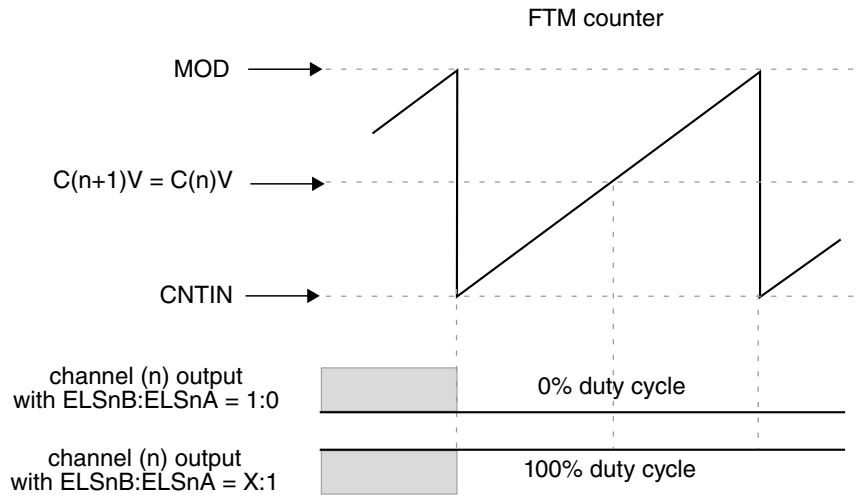 FTM counter
MOD
C(n+1)V = C(n)V
CNTIN
channel (n) output
with ELSnB:ELSnA = 1:0
0% duty cycle
channel (n) output
with ELSnB:ELSnA = X:1
100% duty cycle